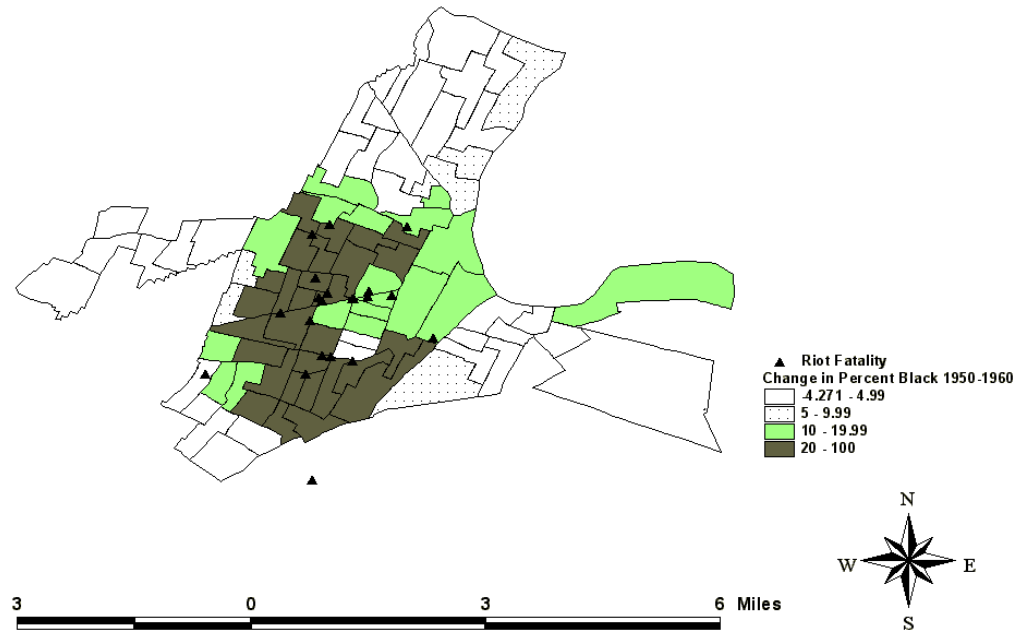 Riot Fatality
Change in Percent Black 1950-1960
-4.271 - 4.99
5 - 9.99
10 - 19.99
20 - 100
N
W E
S
3 0 3 6 Miles